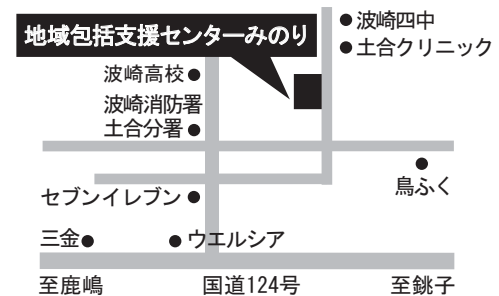 波崎四中
地域包括支援センターみのり
土合クリニック
波崎高校
波崎消防署
土合分署
鳥ふく
セブンイレブン
三金
ウエルシア
至鹿嶋
国道124号
至銚子